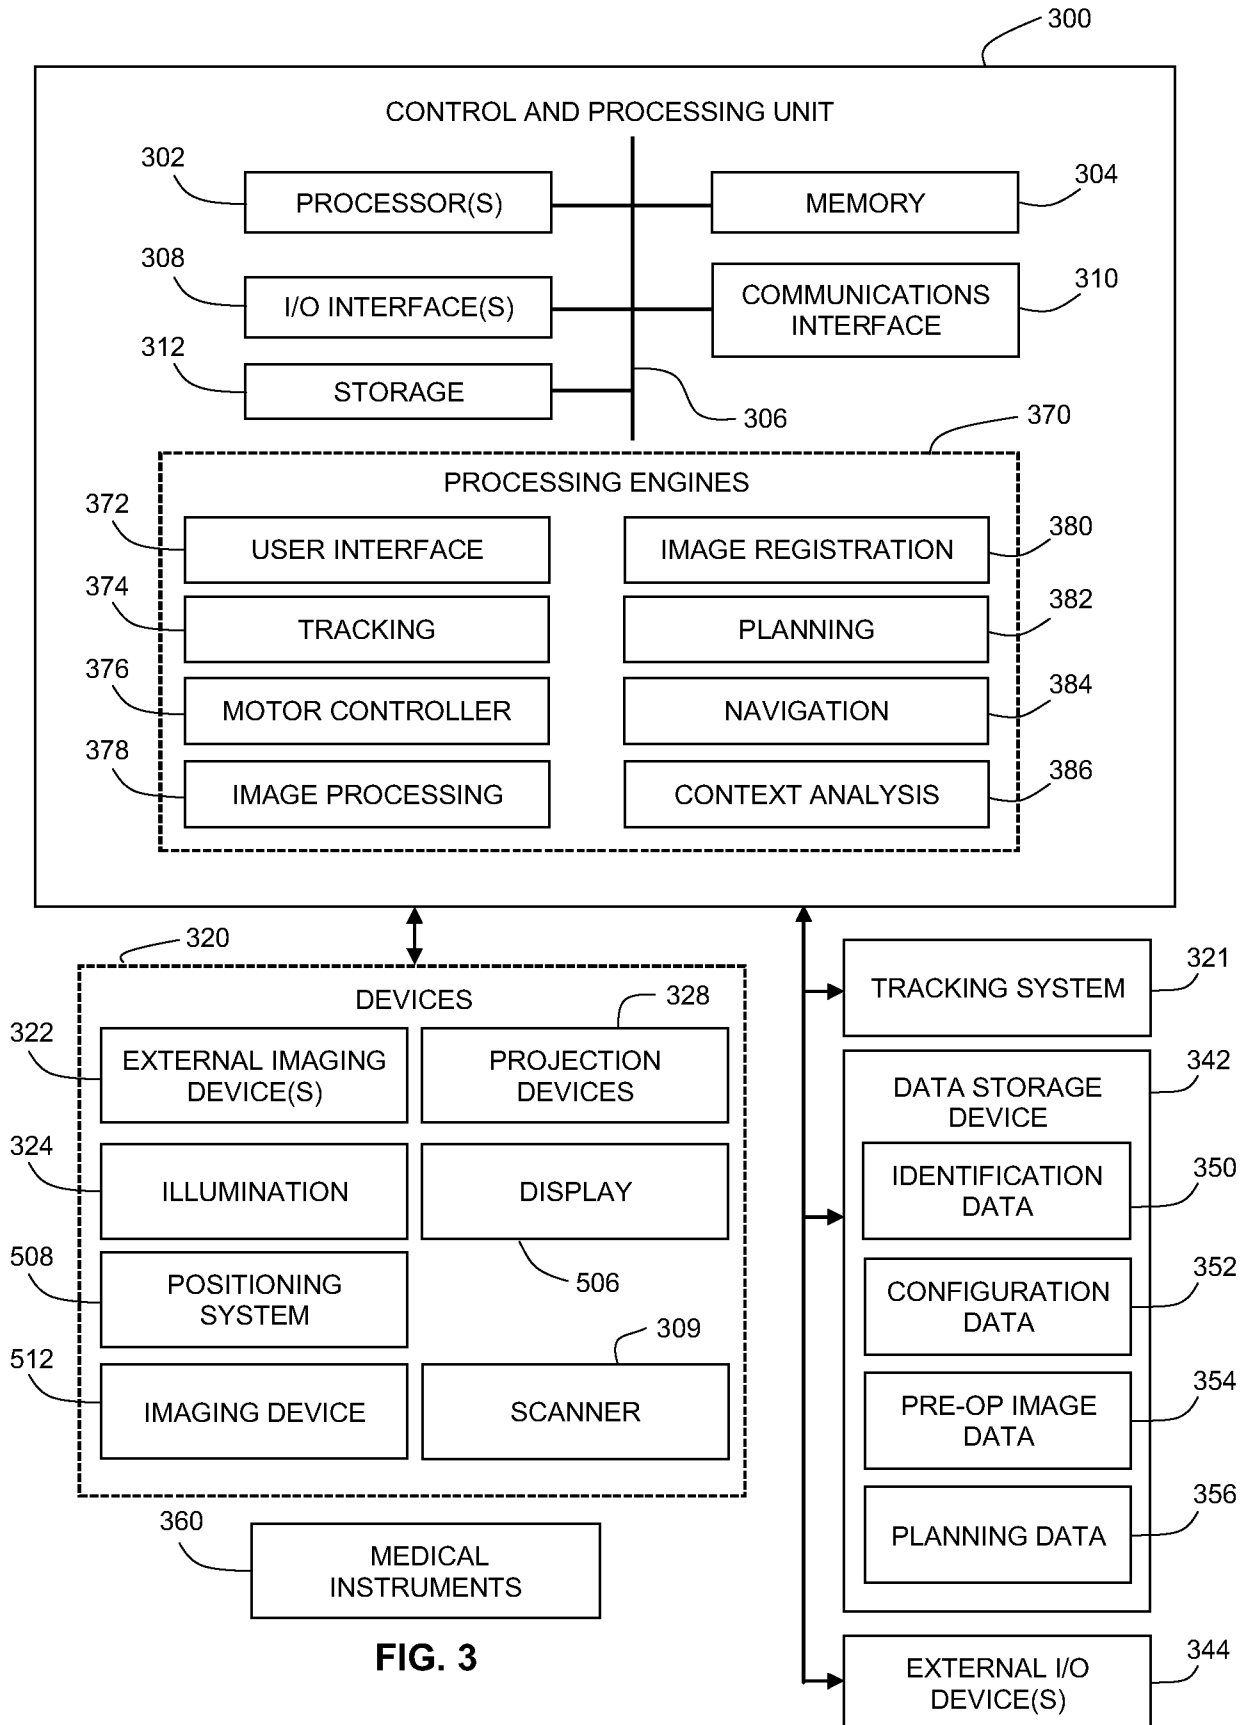 300
CONTROL AND PROCESSING UNIT
302
PROCESSOR(S)
MEMORY
304
308
I/O INTERFACE(S)
COMMUNICATIONS
INTERFACE
310
312
STORAGE
306
370
PROCESSING ENGINES
372
USER INTERFACE
IMAGE REGISTRATION
380
374
TRACKING
PLANNING
382
376
MOTOR CONTROLLER
NAVIGATION
384
378
IMAGE PROCESSING
CONTEXT ANALYSIS
386
320
DEVICES
328
322
EXTERNAL IMAGING
DEVICE(S)
PROJECTION
DEVICES
324
ILLUMINATION
DISPLAY
506
508
POSITIONING
SYSTEM
309
512
IMAGING DEVICE
SCANNER
360
MEDICAL
INSTRUMENTS
TRACKING SYSTEM
321
DATA STORAGE
DEVICE
342
IDENTIFICATION
DATA
350
CONFIGURATION
DATA
352
PRE-OP IMAGE
DATA
354
PLANNING DATA
356
EXTERNAL I/O
DEVICE(S)
344
FIG. 3